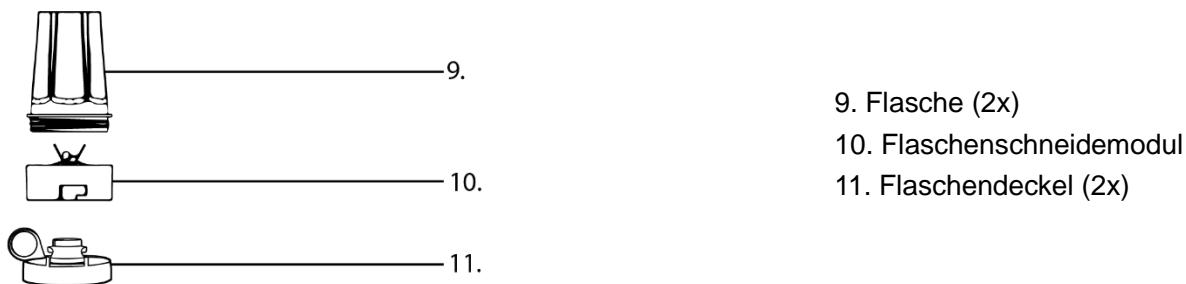 9.
10.
11.
9. Flasche (2x)
10. Flaschenschneidemodul
11. Flaschendeckel (2x)